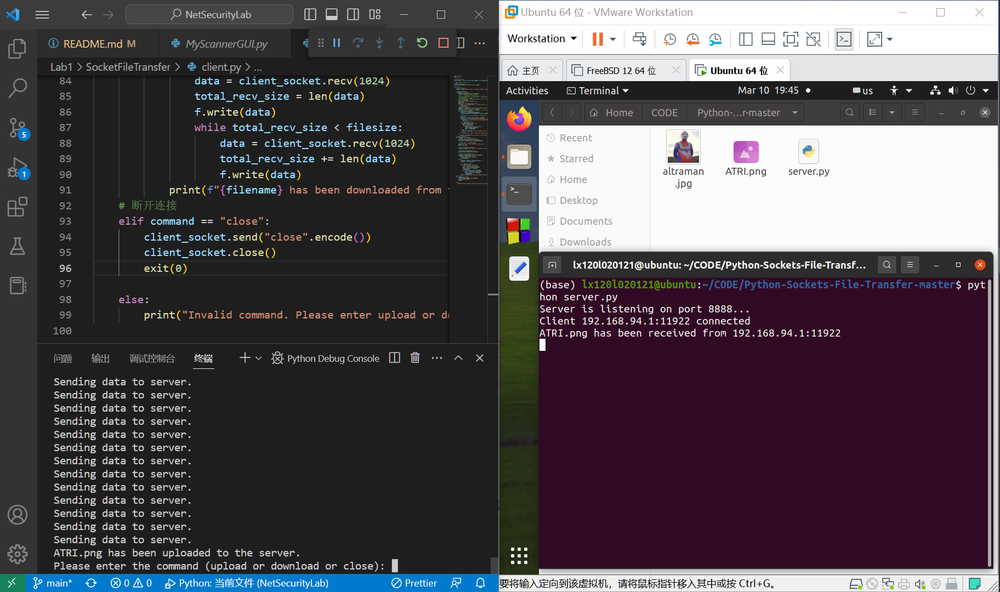 NetSecurityLab
README.md M
MyScannerGUI.py
Lab1 > SocketFileTransfer > client.py > ...
84 data = client_socket.recv(1024)
85 total_recv_size = len(data)
86 f.write(data)
87 while total_recv_size < filesize:
88 data = client_socket.recv(1024)
89 total_recv_size += len(data)
90 f.write(data)
91 print(f"{filename} has been downloaded from
92 # 断开连接
93 elif command == "close":
94 client_socket.send("close".encode())
95 client_socket.close()
96 exit(0)
97
98 else:
99 print("Invalid command. Please enter upload or do
100
5
1
问题 输出 调试控制台 终端 Python Debug Console
Sending data to server.
Sending data to server.
Sending data to server.
Sending data to server.
Sending data to server.
Sending data to server.
Sending data to server.
Sending data to server.
Sending data to server.
Sending data to server.
Sending data to server.
Sending data to server.
Sending data to server.
ATRI.png has been uploaded to the server.
Please enter the command (upload or download or close):
main* 0 0 Python: 当前文件 (NetSecurityLab) Prettier
Ubuntu 64 位 - VMware Workstation
Workstation
主页 FreeBSD 12 64 位 Ubuntu 64 位
Activities Terminal Mar 10 19:45 us
Home CODE Python-...r-master
Recent
Starred
Home
Desktop
Documents
Downloads
altraman
.jpg
ATRI.png
server.py
lx120l020121@ubuntu: ~/CODE/Python-Sockets-File-Transf...
(base) lx120l020121@ubuntu:~/CODE/Python-Sockets-File-Transfer-master$ pyt
hon server.py
Server is listening on port 8888...
Client 192.168.94.1:11922 connected
ATRI.png has been received from 192.168.94.1:11922
要将输入定向到该虚拟机，请将鼠标指针移入其中或按 Ctrl+G。